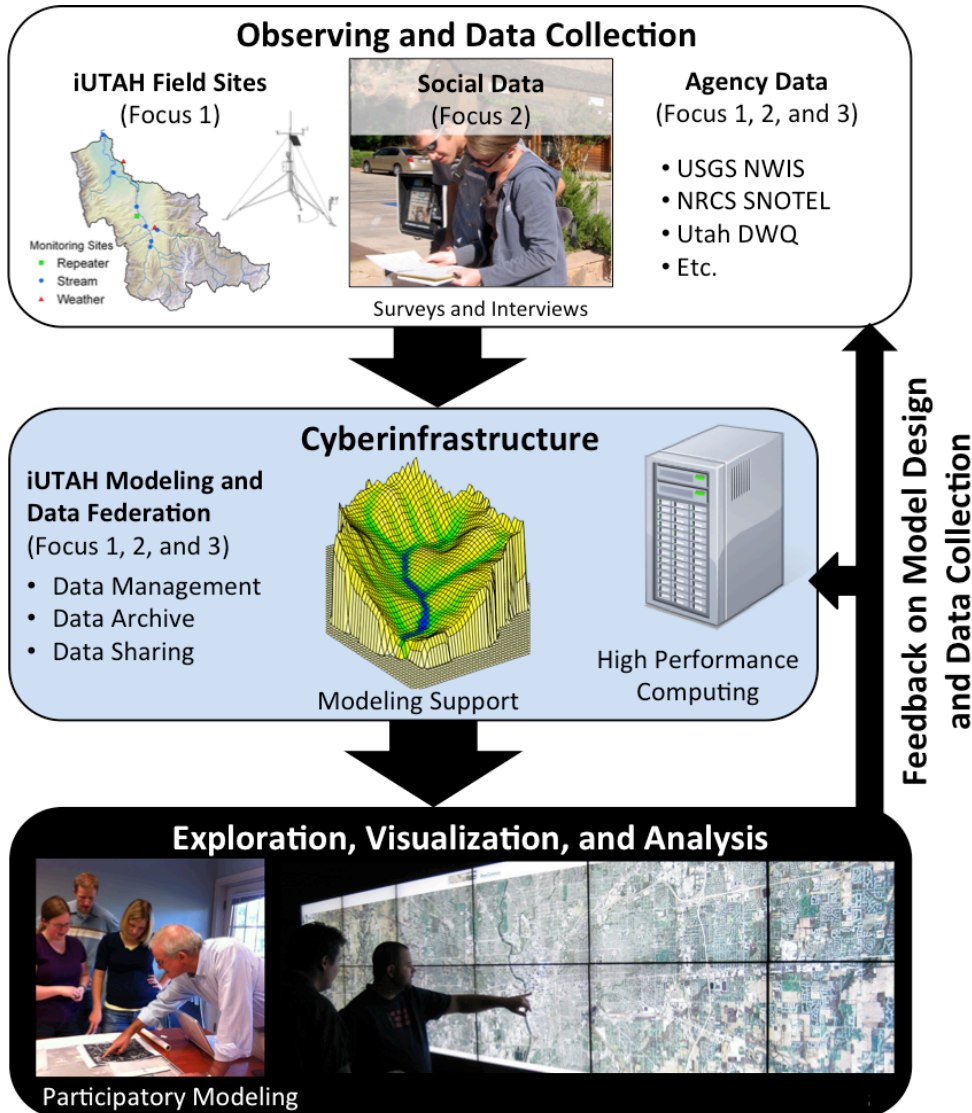 Observing and Data Collection
iUTAH Field Sites
(Focus 1)
Monitoring Sites
Repeater
Stream
Weather
Social Data
(Focus 2)
Surveys and Interviews
Agency Data
(Focus 1, 2, and 3)
• USGS NWIS
• NRCS SNOTEL
• Utah DWQ
• Etc.
Cyberinfrastructure
iUTAH Modeling and
Data Federation
(Focus 1, 2, and 3)
• Data Management
• Data Archive
• Data Sharing
Modeling Support
High Performance
Computing
Feedback on Model Design
and Data Collection
Exploration, Visualization, and Analysis
Participatory Modeling